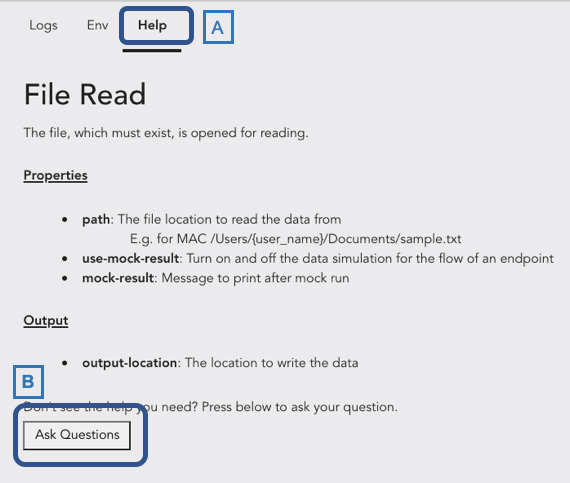 Logs Env Help A
File Read
The file, which must exist, is opened for reading.
Properties
• path: The file location to read the data from
E.g. for MAC /Users/{user_name}/Documents/sample.txt
• use-mock-result: Turn on and off the data simulation for the flow of an endpoint
• mock-result: Message to print after mock run
Output
• output-location: The location to write the data
B
Don't see the help you need? Press below to ask your question.
Ask Questions